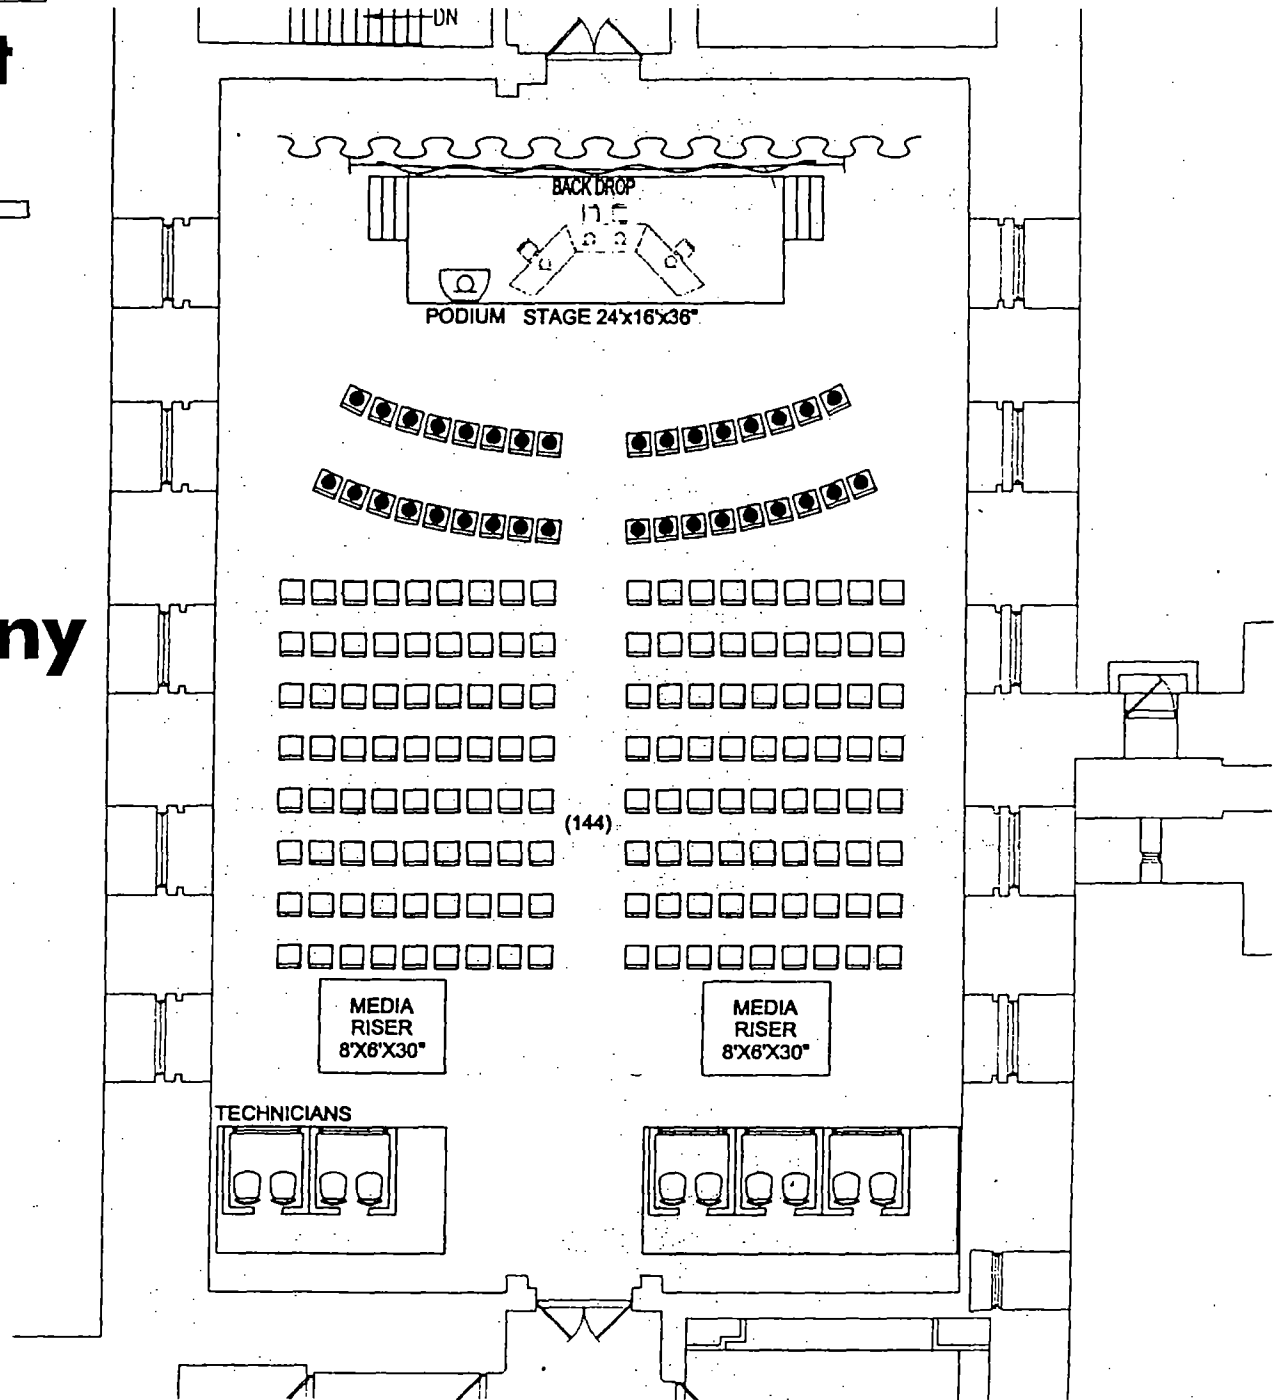 DN
BACK DROP
PODIUM STAGE 24'x16'x36"
ny
(144)
MEDIA
RISER
8'X6'X30"
MEDIA
RISER
8'X6'X30"
TECHNICIANS